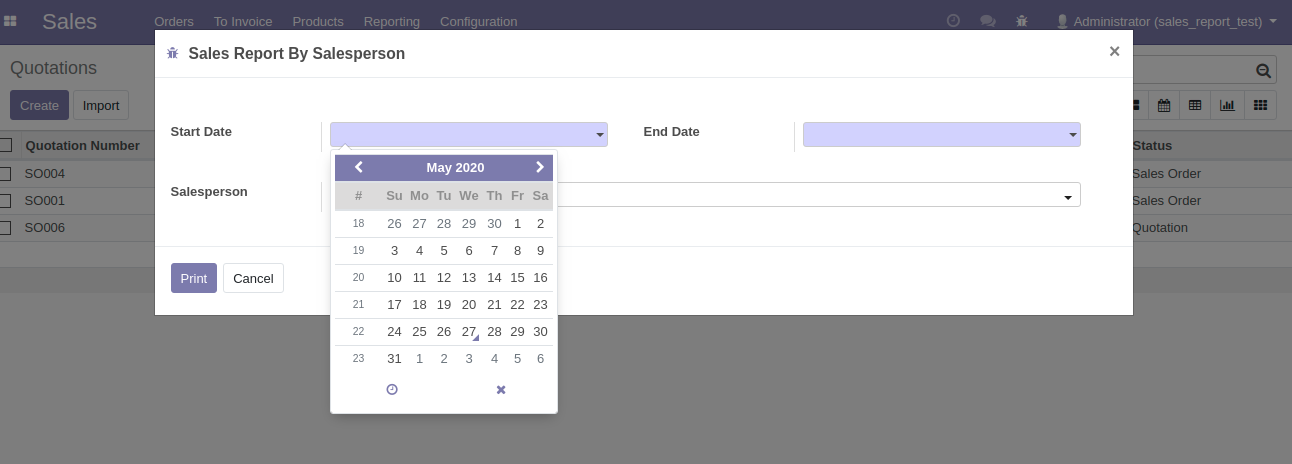 Sales Orders To Invoice Products Reporting Configuration Administrator (sales_report_test)
Sales Report By Salesperson ×
Quotations
Create Import
Start Date End Date
Quotation Number Status
May 2020
SO004 Sales Order
Salesperson
# Su Mo Tu We Th Fr Sa
SO001 Sales Order
18 26 27 28 29 30 1 2
SO006 Quotation
19 3 4 5 6 7 8 9
Print Cancel
20 10 11 12 13 14 15 16
21 17 18 19 20 21 22 23
22 24 25 26 27 28 29 30
23 31 1 2 3 4 5 6